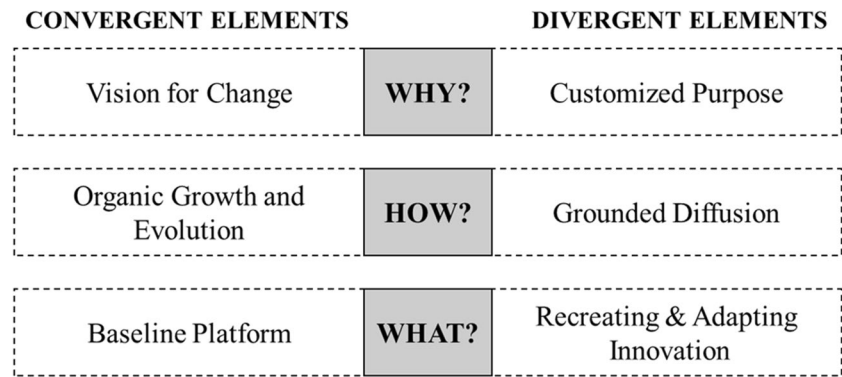 CONVERGENT ELEMENTS
DIVERGENT ELEMENTS
Vision for Change
WHY?
Customized Purpose
Organic Growth and
Evolution
HOW?
Grounded Diffusion
Baseline Platform
WHAT?
Recreating & Adapting
Innovation